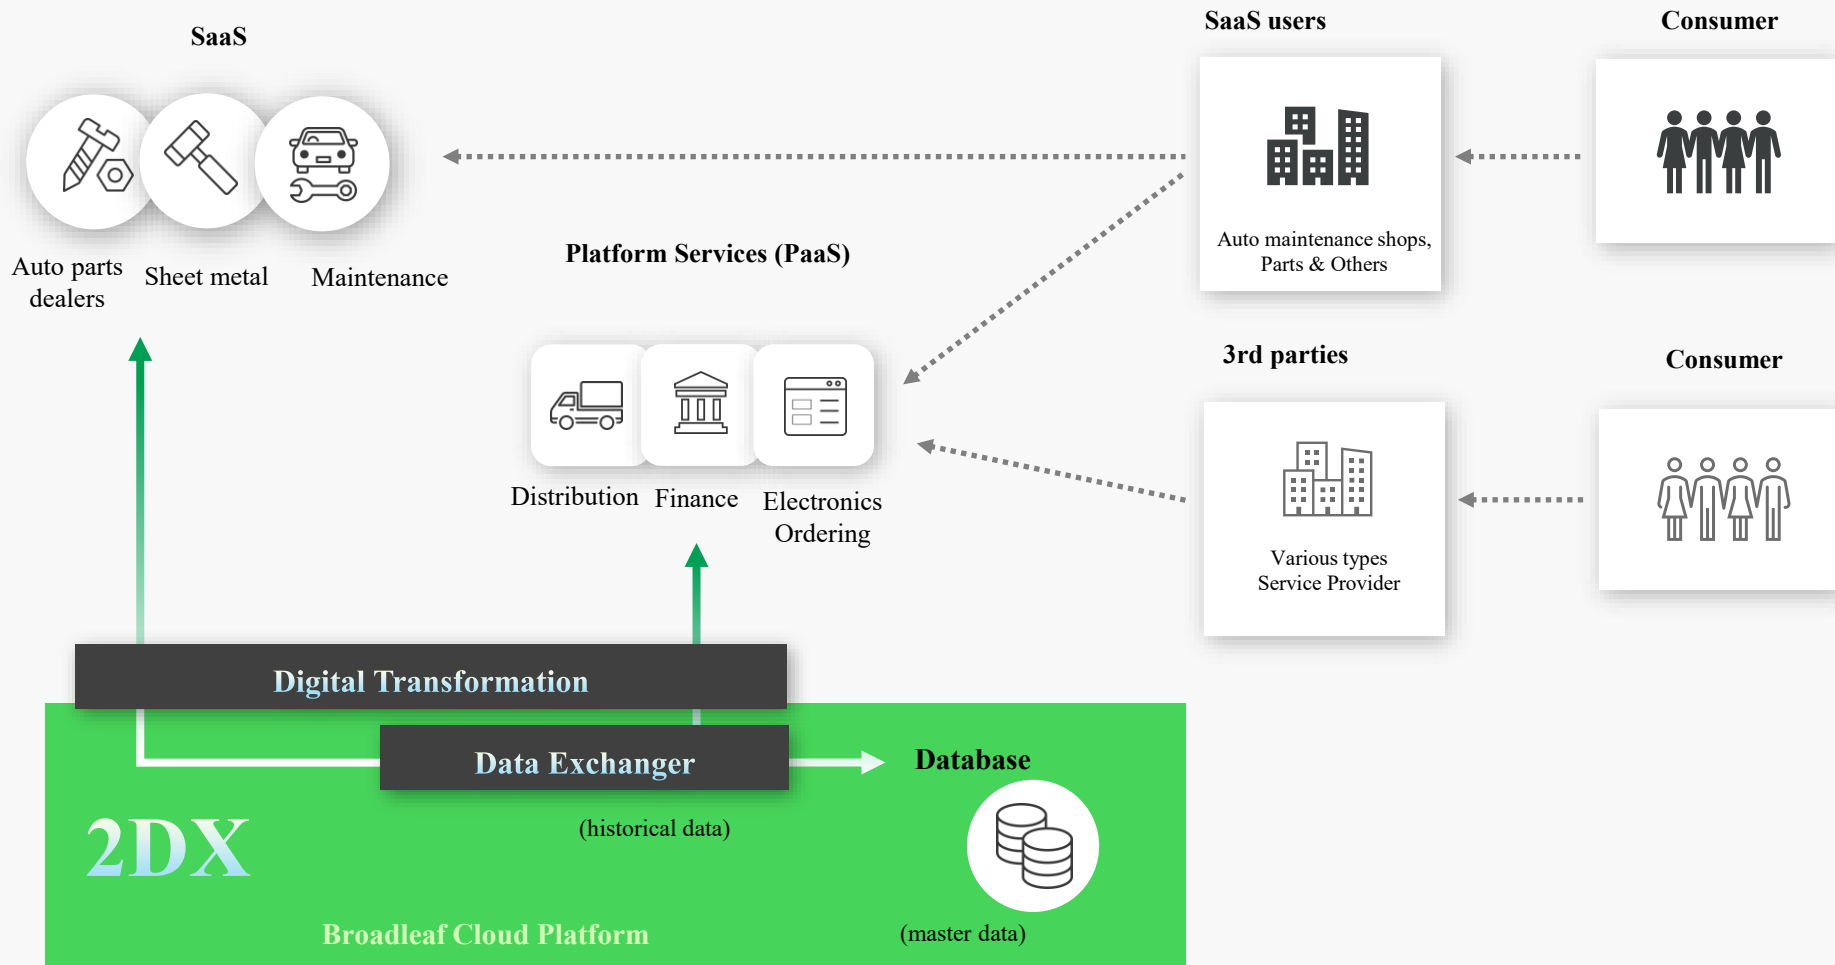 SaaS
SaaS users
Consumer
Auto parts
dealers
Sheet metal
Maintenance
Platform Services (PaaS)
Auto maintenance shops,
Parts & Others
3rd parties
Consumer
Distribution
Finance
Electronics
Ordering
Various types
Service Provider
Digital Transformation
Data Exchanger
Database
(historical data)
2DX
Broadleaf Cloud Platform
(master data)